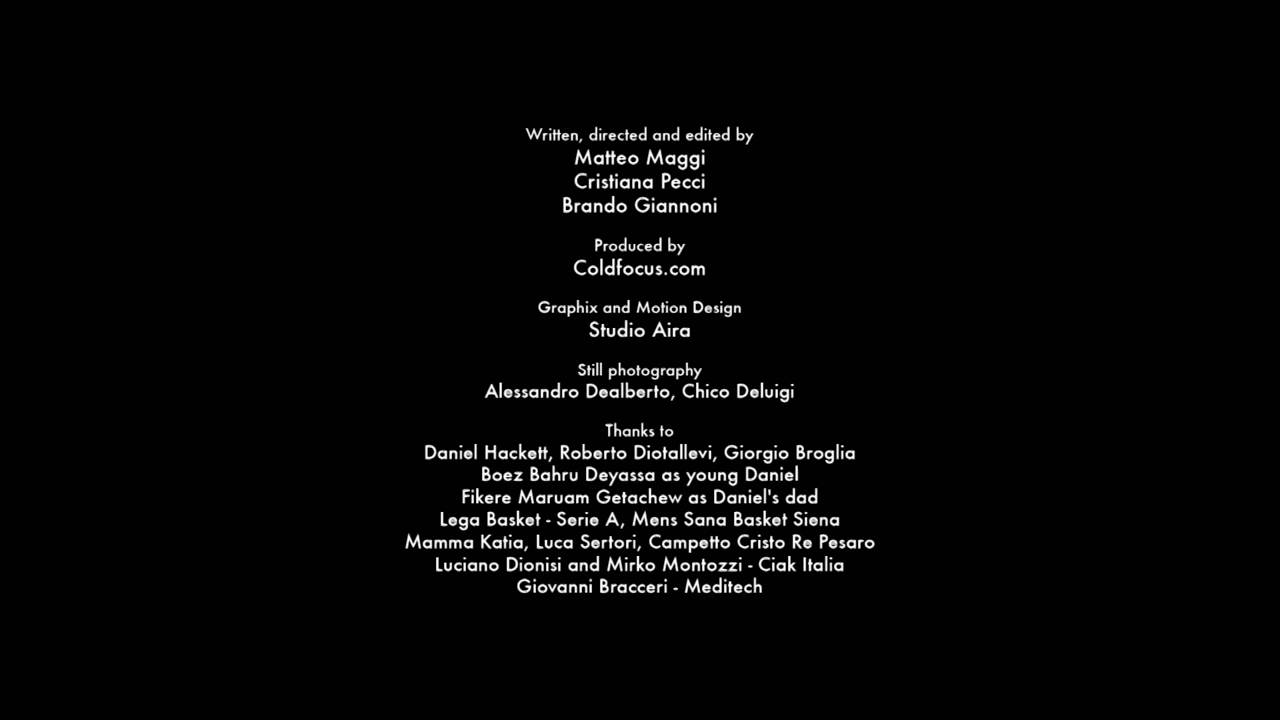 Written, directed and edited by
Matteo Maggi
Cristiana Pecci
Brando Giannoni
Produced by
Coldfocus.com
Graphix and Motion Design
Studio Aira
Still photography
Alessandro Dealberto, Chico Deluigi
Thanks to
Daniel Hackett, Roberto Diotallevi, Giorgio Broglia
Boez Bahru Deyassa as young Daniel
Fikere Maruam Getachew as Daniel's dad
Lega Basket - Serie A, Mens Sana Basket Siena
Mamma Katia, Luca Sertori, Campetto Cristo Re Pesaro
Luciano Dionisi and Mirko Montozzi - Ciak Italia
Giovanni Bracceri - Meditech